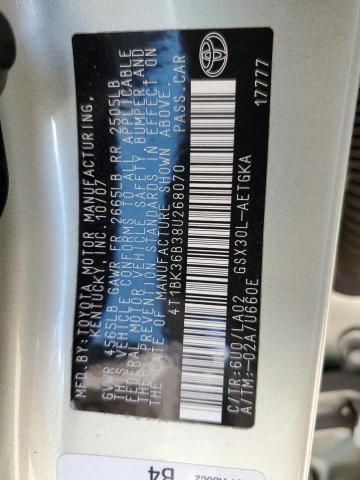 MFD.BY:TOYOTA MOTOR MANUFACTURING,
KENTUCKY, INC. 10/07
GVWR 4565LB GAWR FR 2665LB RR 2505LB
THIS VEHICLE CONFORMS TO ALL APPLICABLE
FEDERAL MOTOR VEHICLE SAFETY BUMPER AND
THEFT PREVENTION STANDARDS IN EFFECT ON
THE DATE OF MANUFACTURE SHOWN ABOVE.
4T1BK36B38U268070 PASS.CAR
C/TR:6U0/LA02 GSX30L-AETGKA
A/TM:-02A/U660E 17777
B4